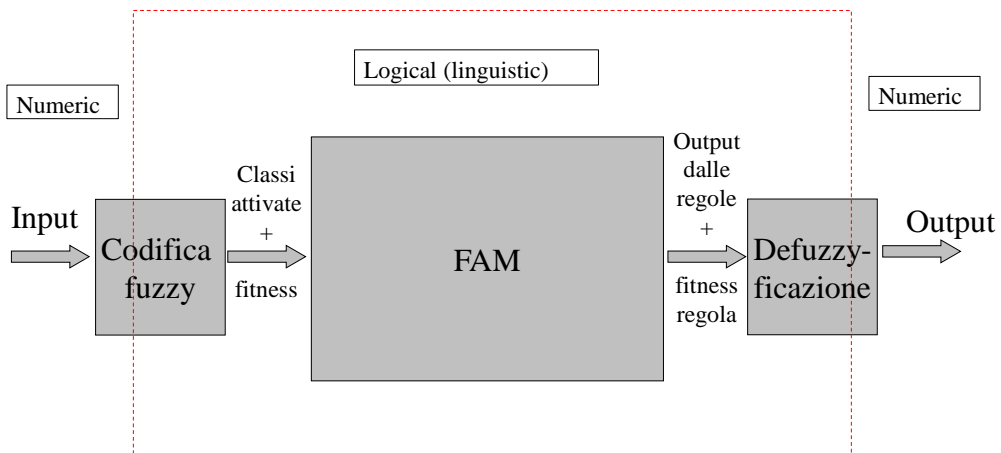 Logical (linguistic)
Numeric
Numeric
Input
Codifica
fuzzy
Classi
attivate
+
fitness
FAM
Output
dalle
regole
+
fitness
regola
Defuzzy-
ficazione
Output